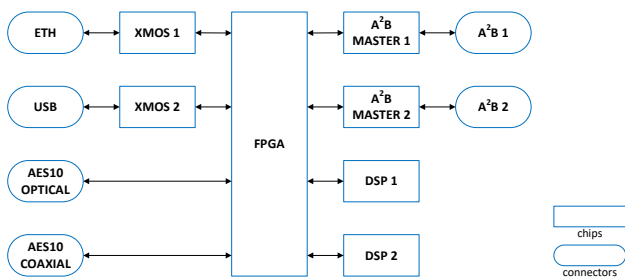 ETH
XMOS 1
A²B
MASTER 1
A²B 1
USB
XMOS 2
A²B
MASTER 2
A²B 2
FPGA
AES10
OPTICAL
DSP 1
AES10
COAXIAL
DSP 2
chips
connectors